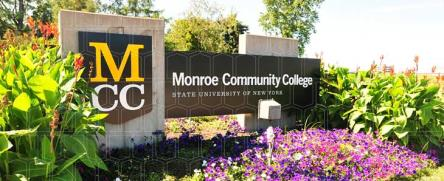 M
CC
Monroe Community College
STATE UNIVERSITY OF NEW YORK